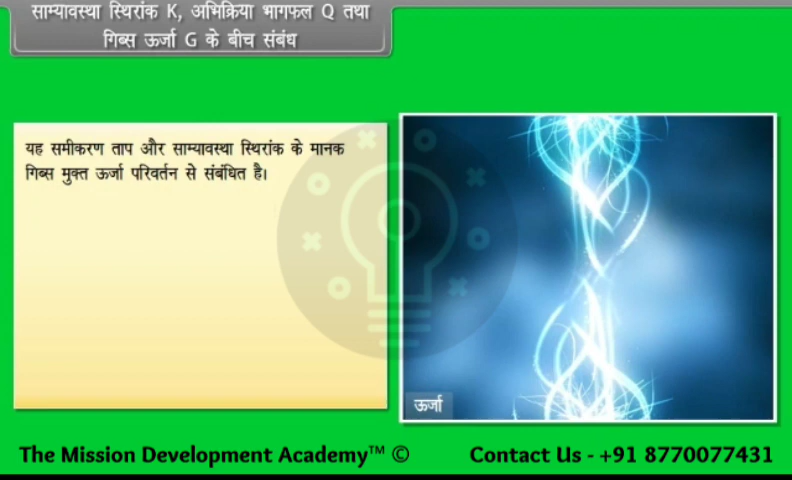 साम्यावस्था स्थिरांक K, अभिक्रिया भागफल Q तथा
गिब्स ऊर्जा G के बीच संबंध
यह समीकरण ताप और साम्यावस्था स्थिरांक के मानक
गिब्स मुक्त ऊर्जा परिवर्तन से संबंधित है।
ऊर्जा
The Mission Development Academy™ © Contact Us - +91 8770077431